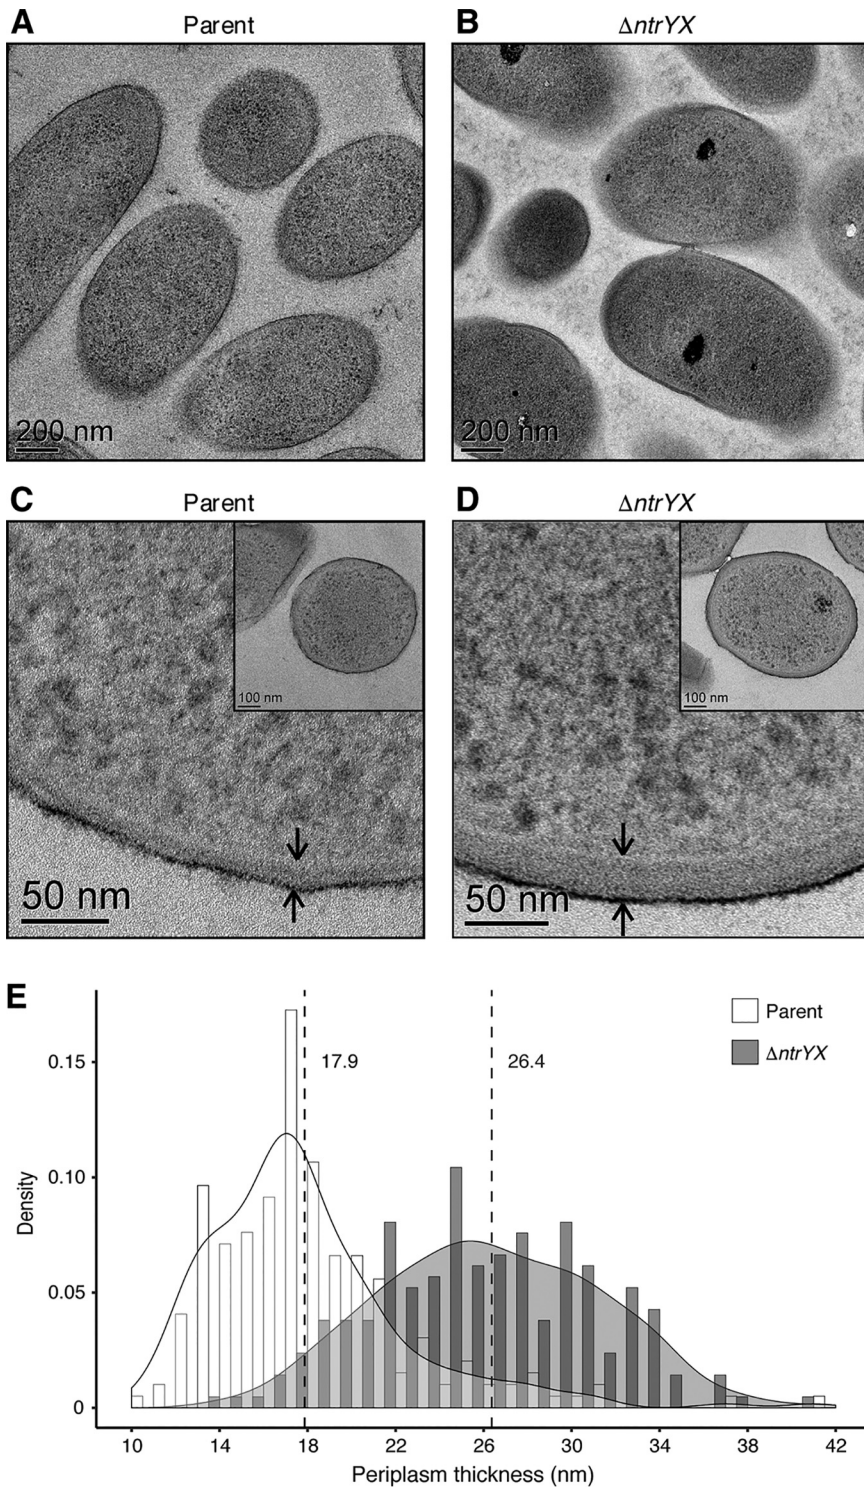 A Parent
B ΔntrYX
200 nm
200 nm
C Parent
D ΔntrYX
100 nm
100 nm
50 nm
50 nm
E
Parent
ΔntrYX
17.9
26.4
0.15
0.10
0.05
0
Density
10 14 18 22 26 30 34 38 42
Periplasm thickness (nm)